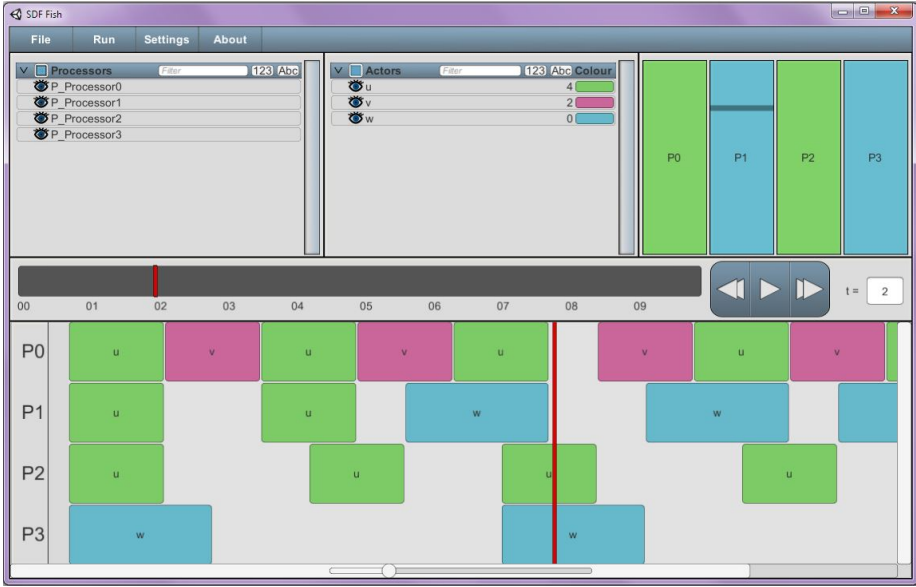 SDF Fish
File Run Settings About
Processors Filter 123 Abc
P_Processor0
P_Processor1
P_Processor2
P_Processor3
Actors Filter 123 Abc Colour
u 4
v 2
w 0
P0 P1 P2 P3
00 01 02 03 04 05 06 07 08 09
t = 2
P0 u v u v u v u v
P1 u u w w
P2 u u u u
P3 w w